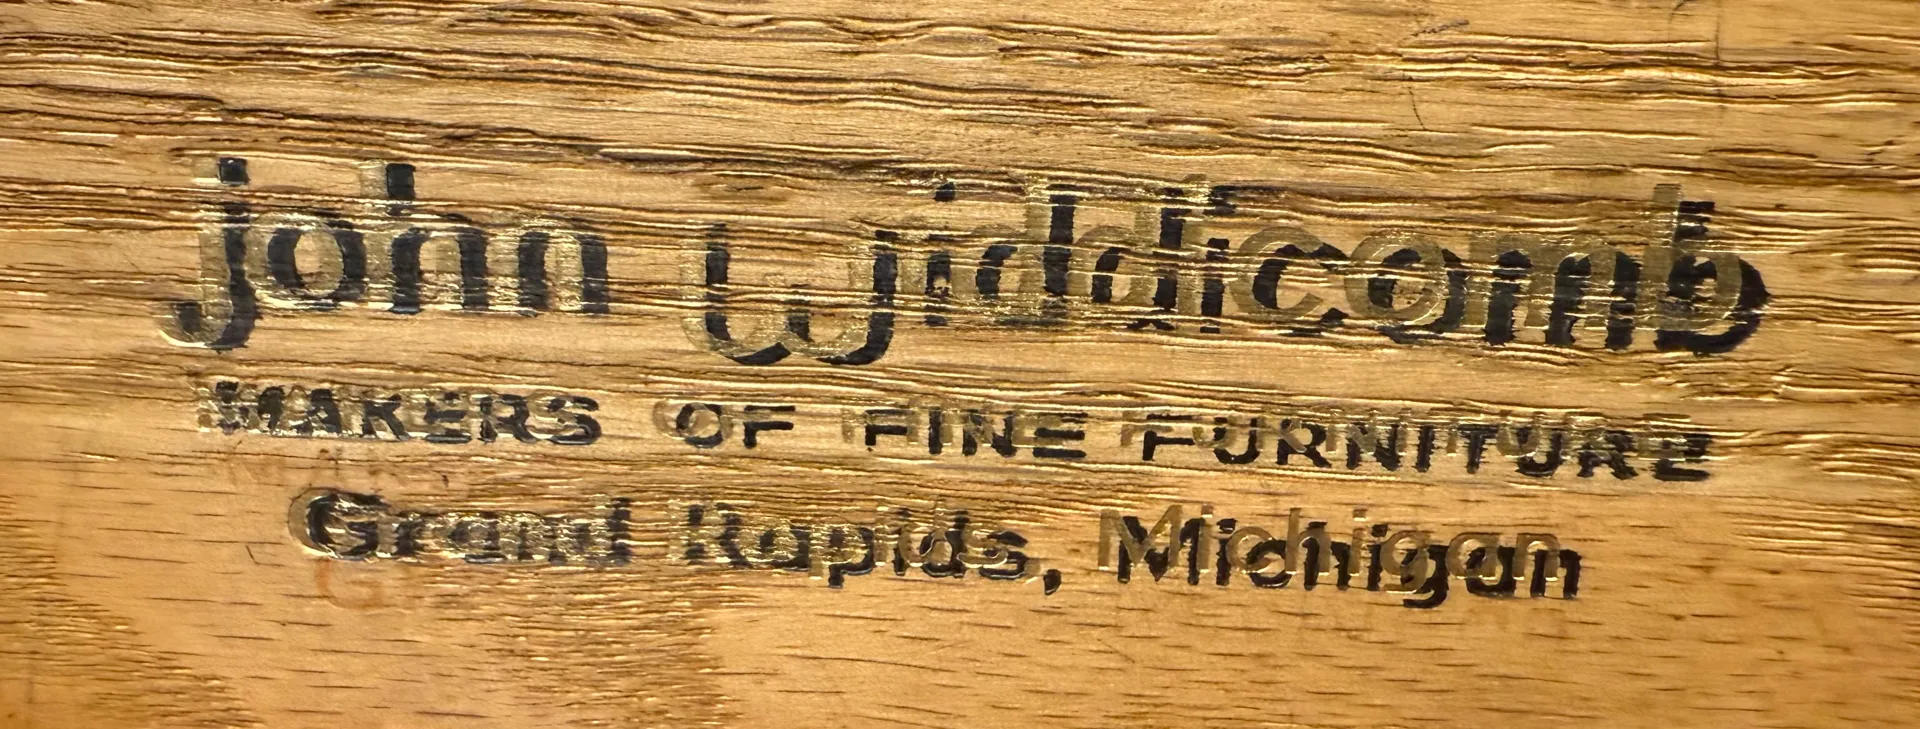 john widdicomb
MAKERS OF FINE FURNITURE
Grand Rapids, Michigan